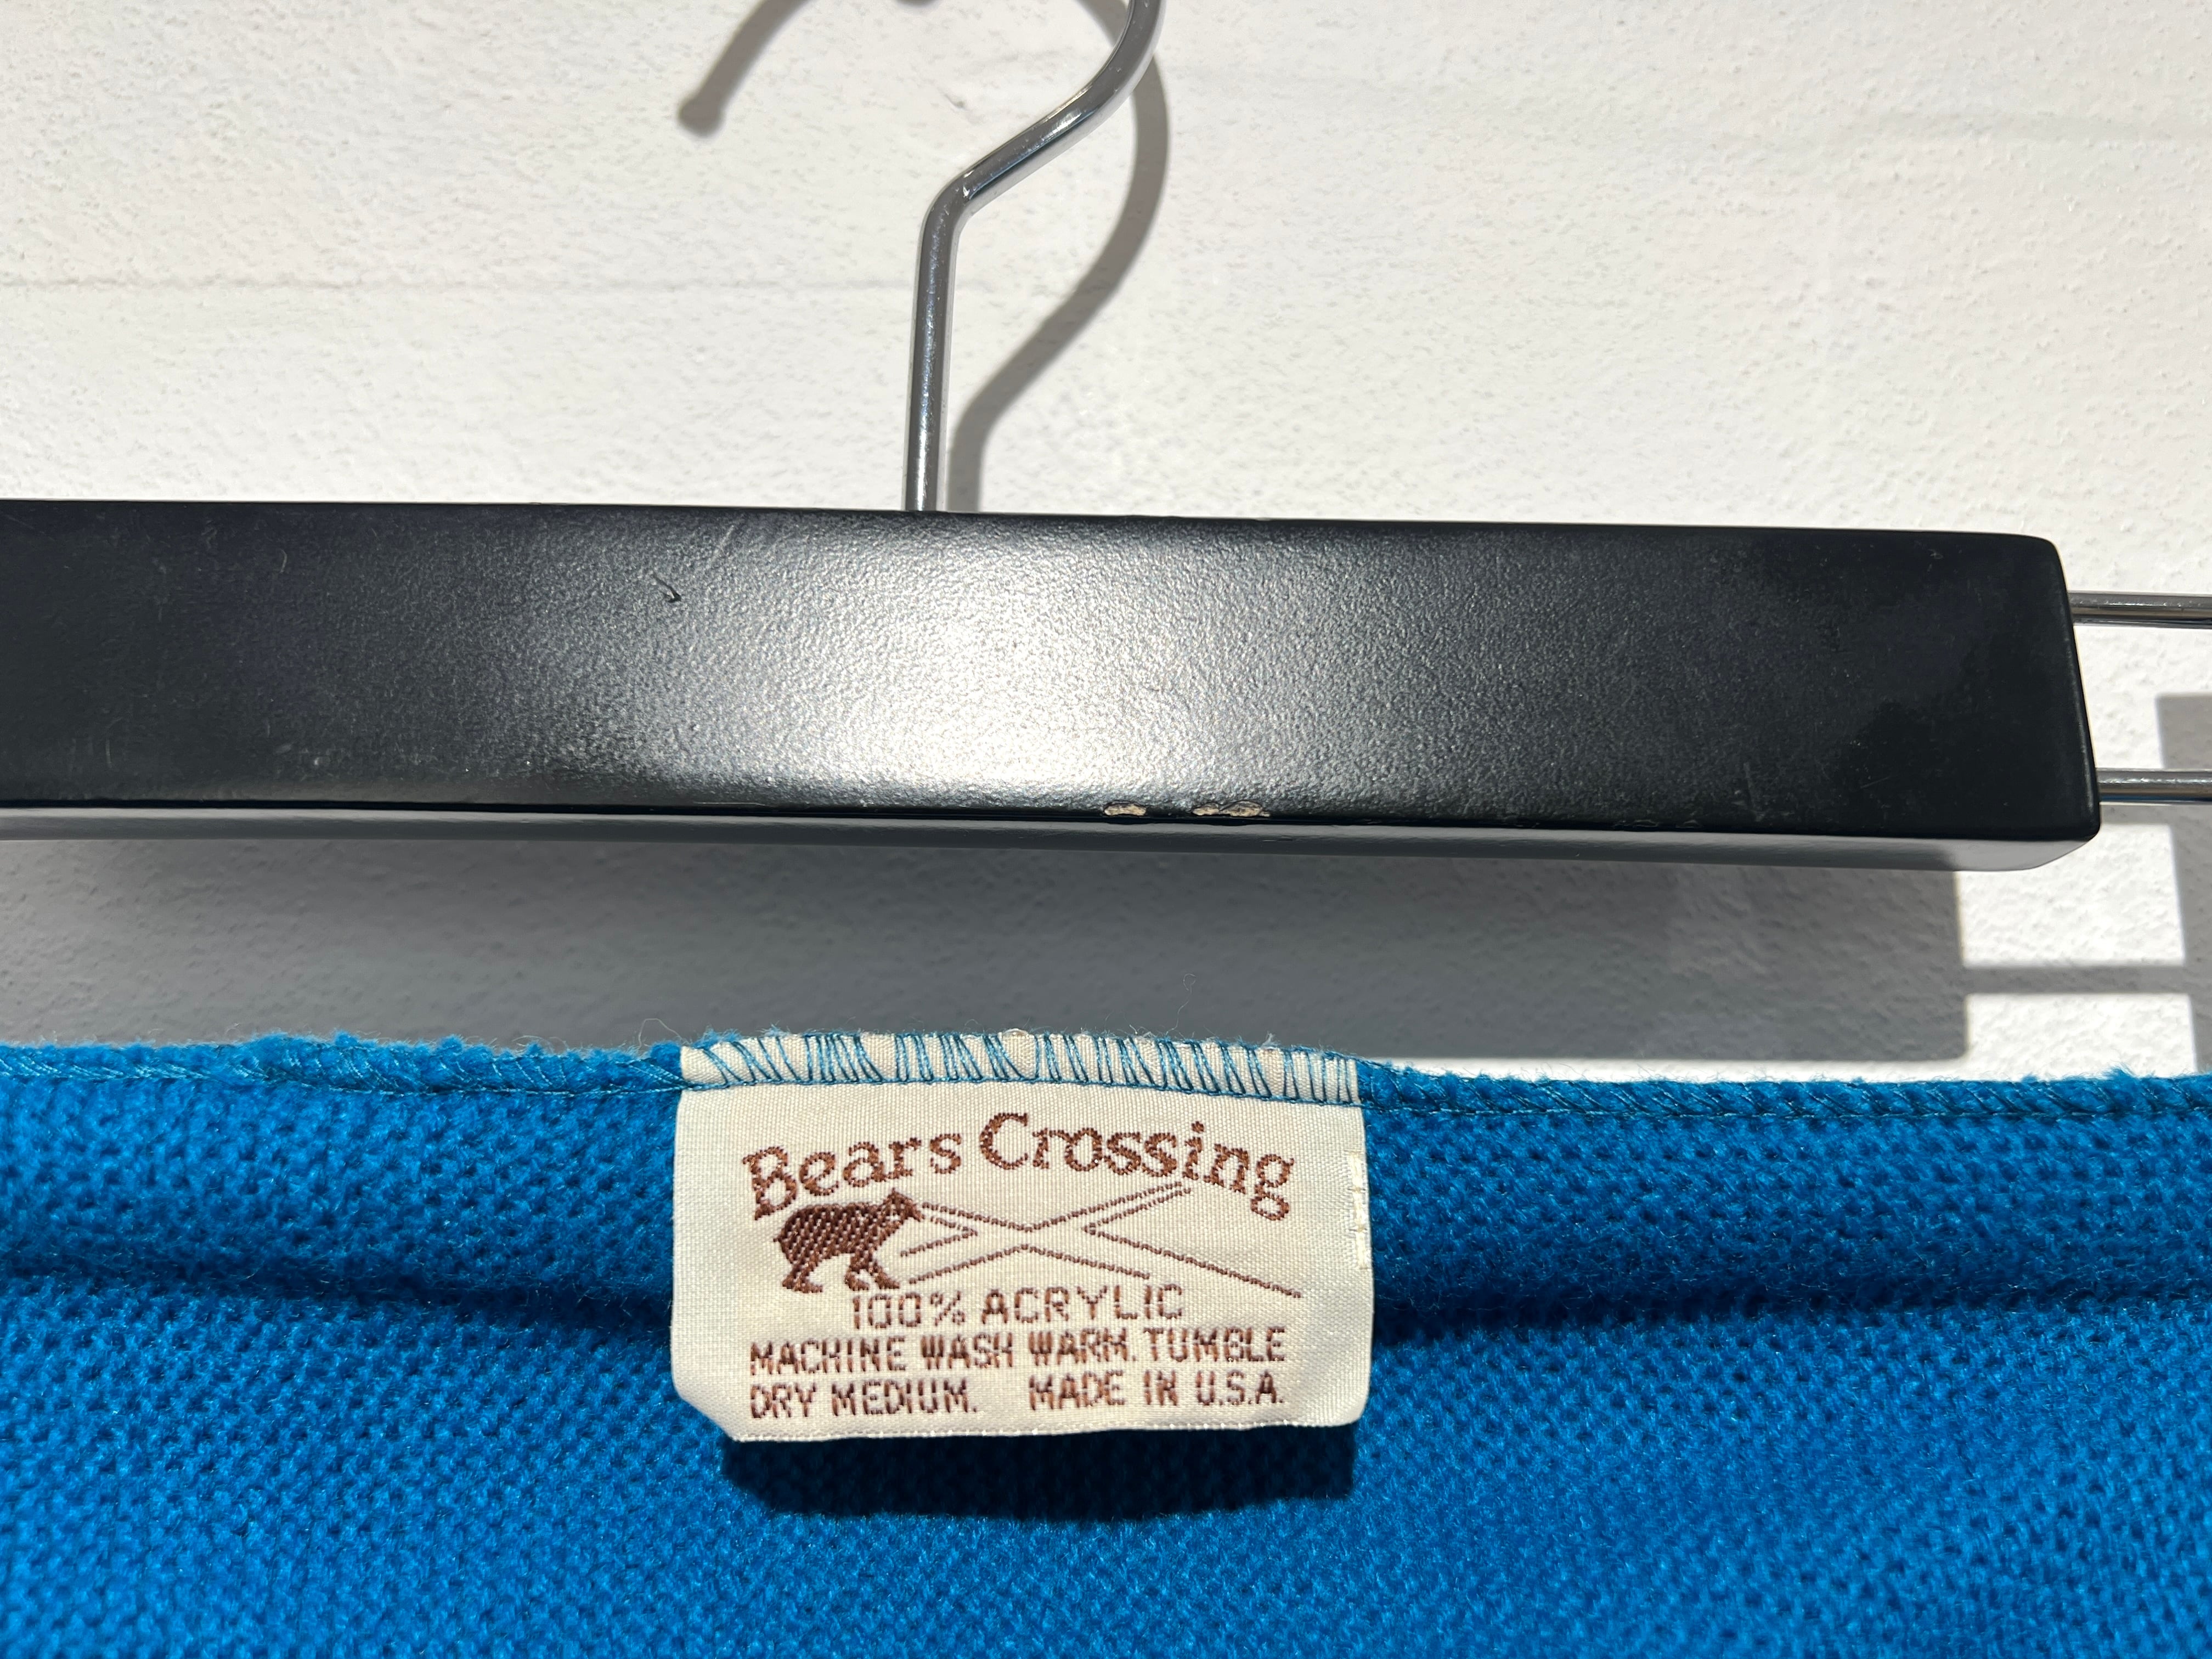 Bears Crossing
100% ACRYLIC
MACHINE WASH WARM. TUMBLE
DRY MEDIUM. MADE IN U.S.A.